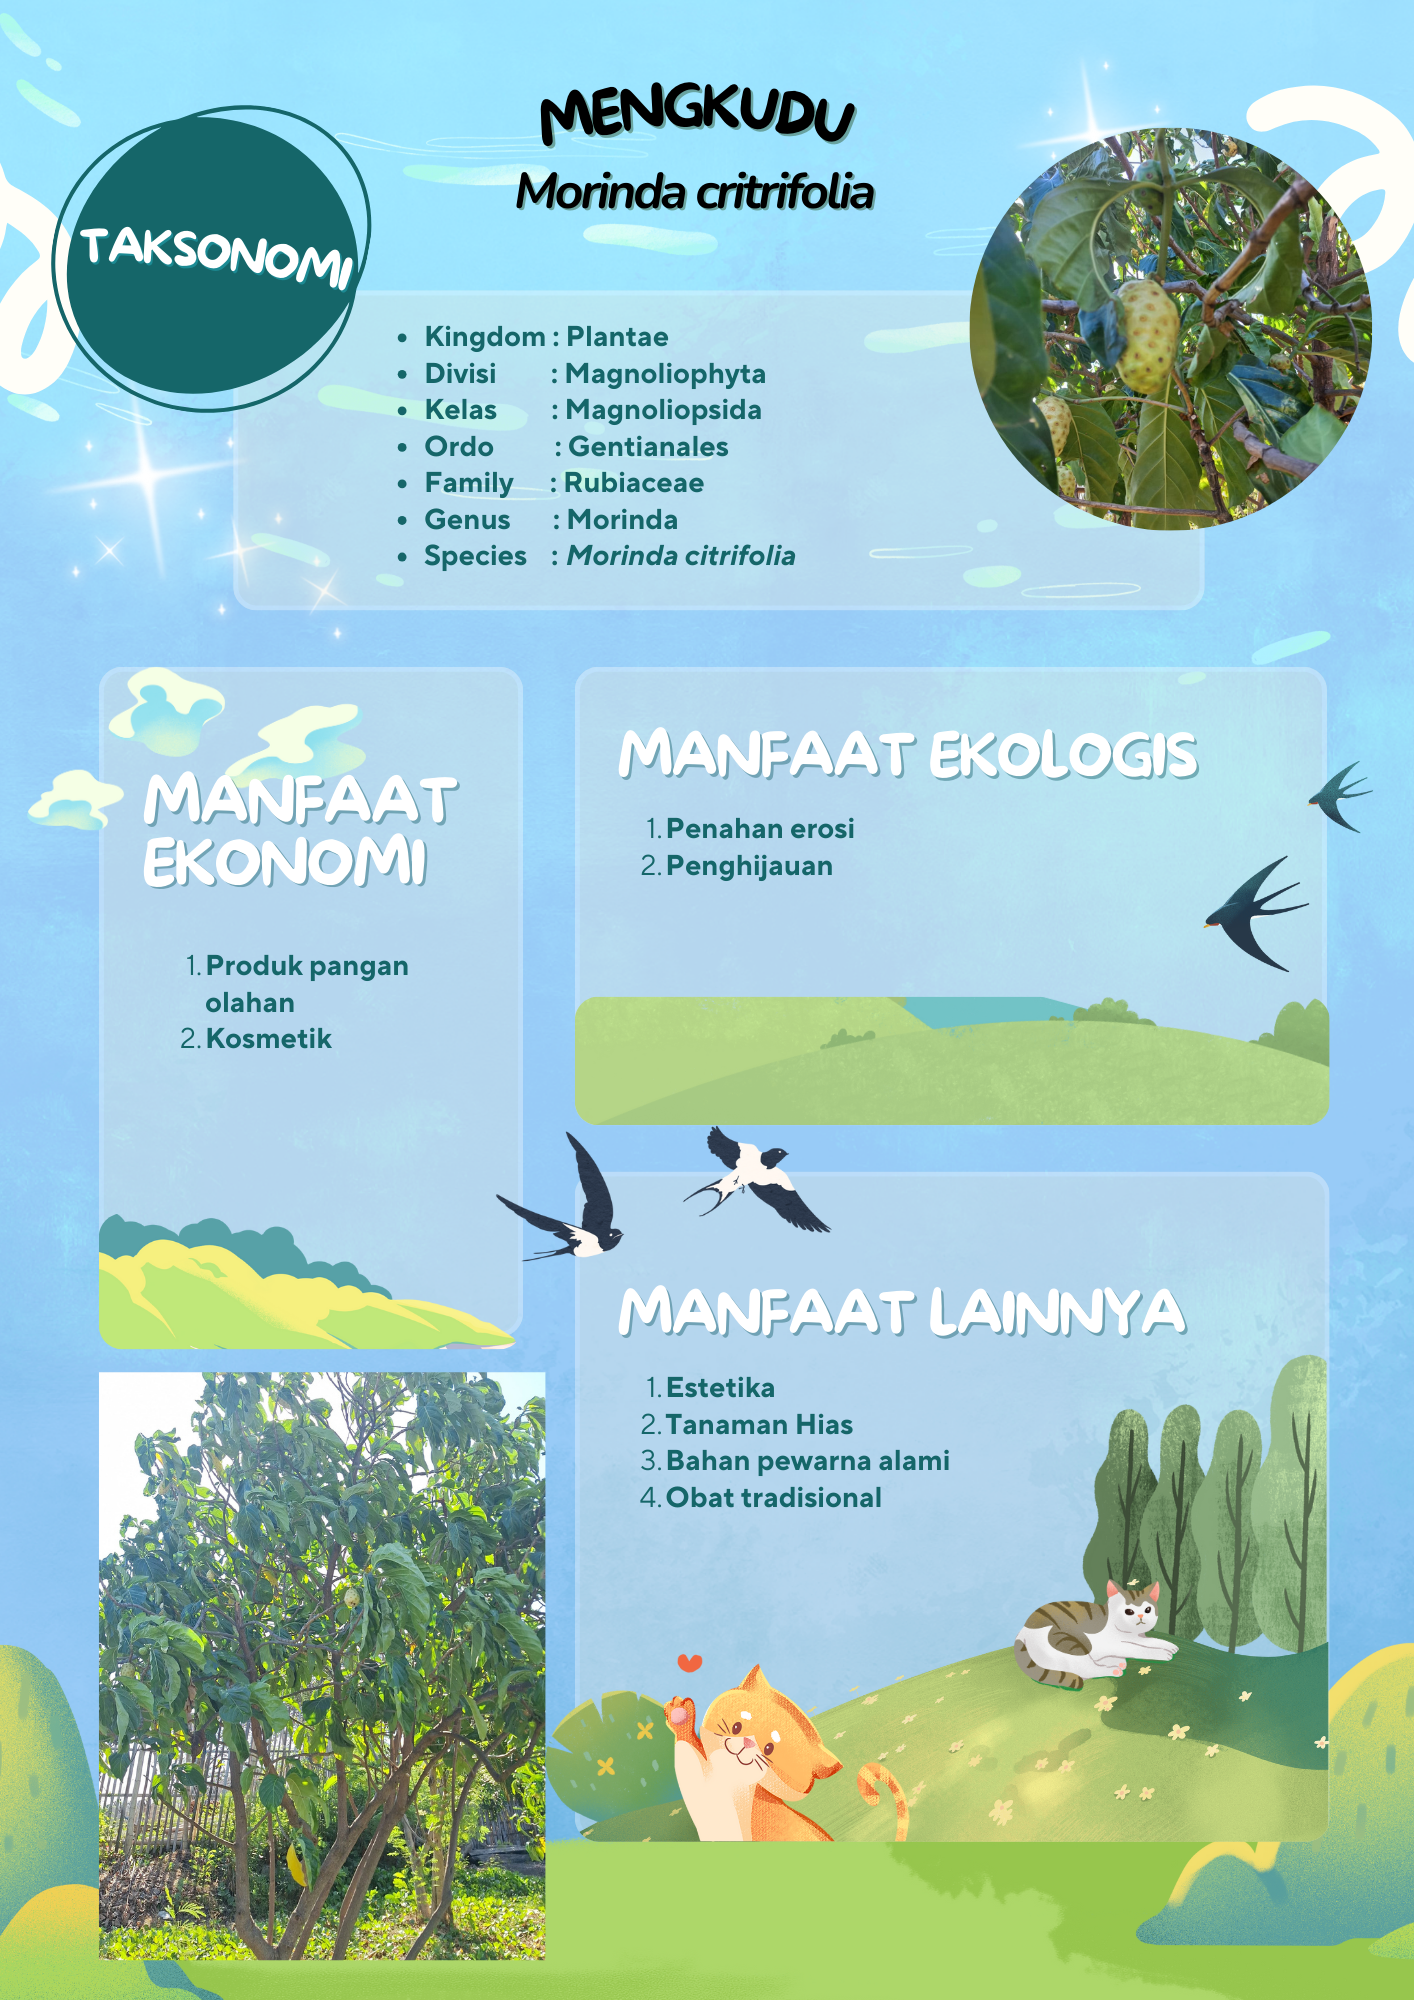 MENGKUDU
Morinda critrifolia
TAKSONOMI
• Kingdom : Plantae
• Divisi : Magnoliophyta
• Kelas : Magnoliopsida
• Ordo : Gentianales
• Family : Rubiaceae
• Genus : Morinda
• Species : Morinda citrifolia
MANFAAT
EKONOMI
1. Produk pangan
olahan
2. Kosmetik
MANFAAT EKOLOGIS
1. Penahan erosi
2. Penghijauan
MANFAAT LAINNYA
1. Estetika
2. Tanaman Hias
3. Bahan pewarna alami
4. Obat tradisional